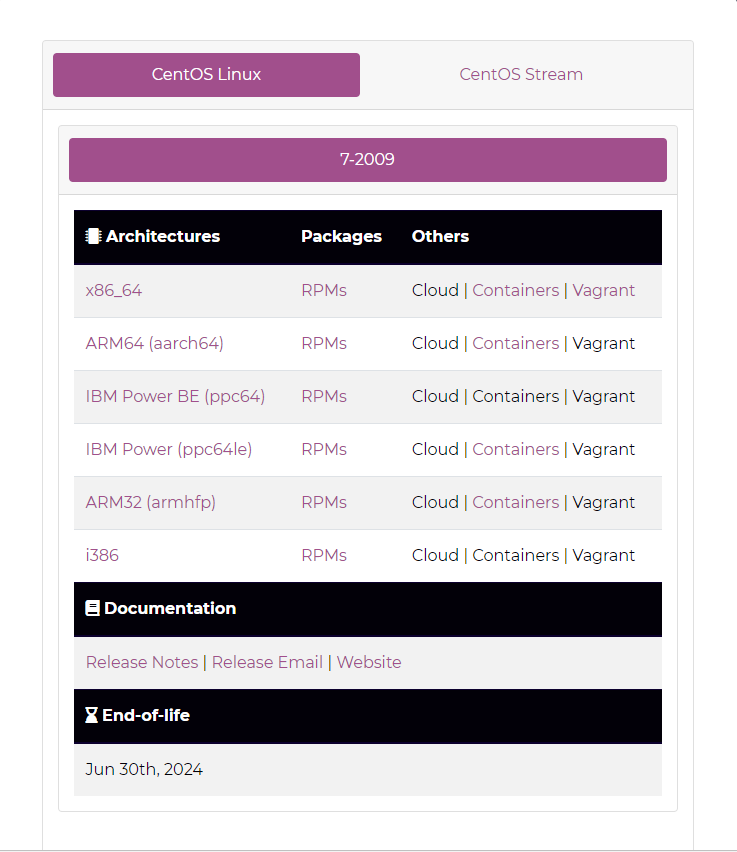 CentOS Linux CentOS Stream
7-2009
Architectures Packages Others
x86_64 RPMs Cloud | Containers | Vagrant
ARM64 (aarch64) RPMs Cloud | Containers | Vagrant
IBM Power BE (ppc64) RPMs Cloud | Containers | Vagrant
IBM Power (ppc64le) RPMs Cloud | Containers | Vagrant
ARM32 (armhfp) RPMs Cloud | Containers | Vagrant
i386 RPMs Cloud | Containers | Vagrant
Documentation
Release Notes | Release Email | Website
End-of-life
Jun 30th, 2024